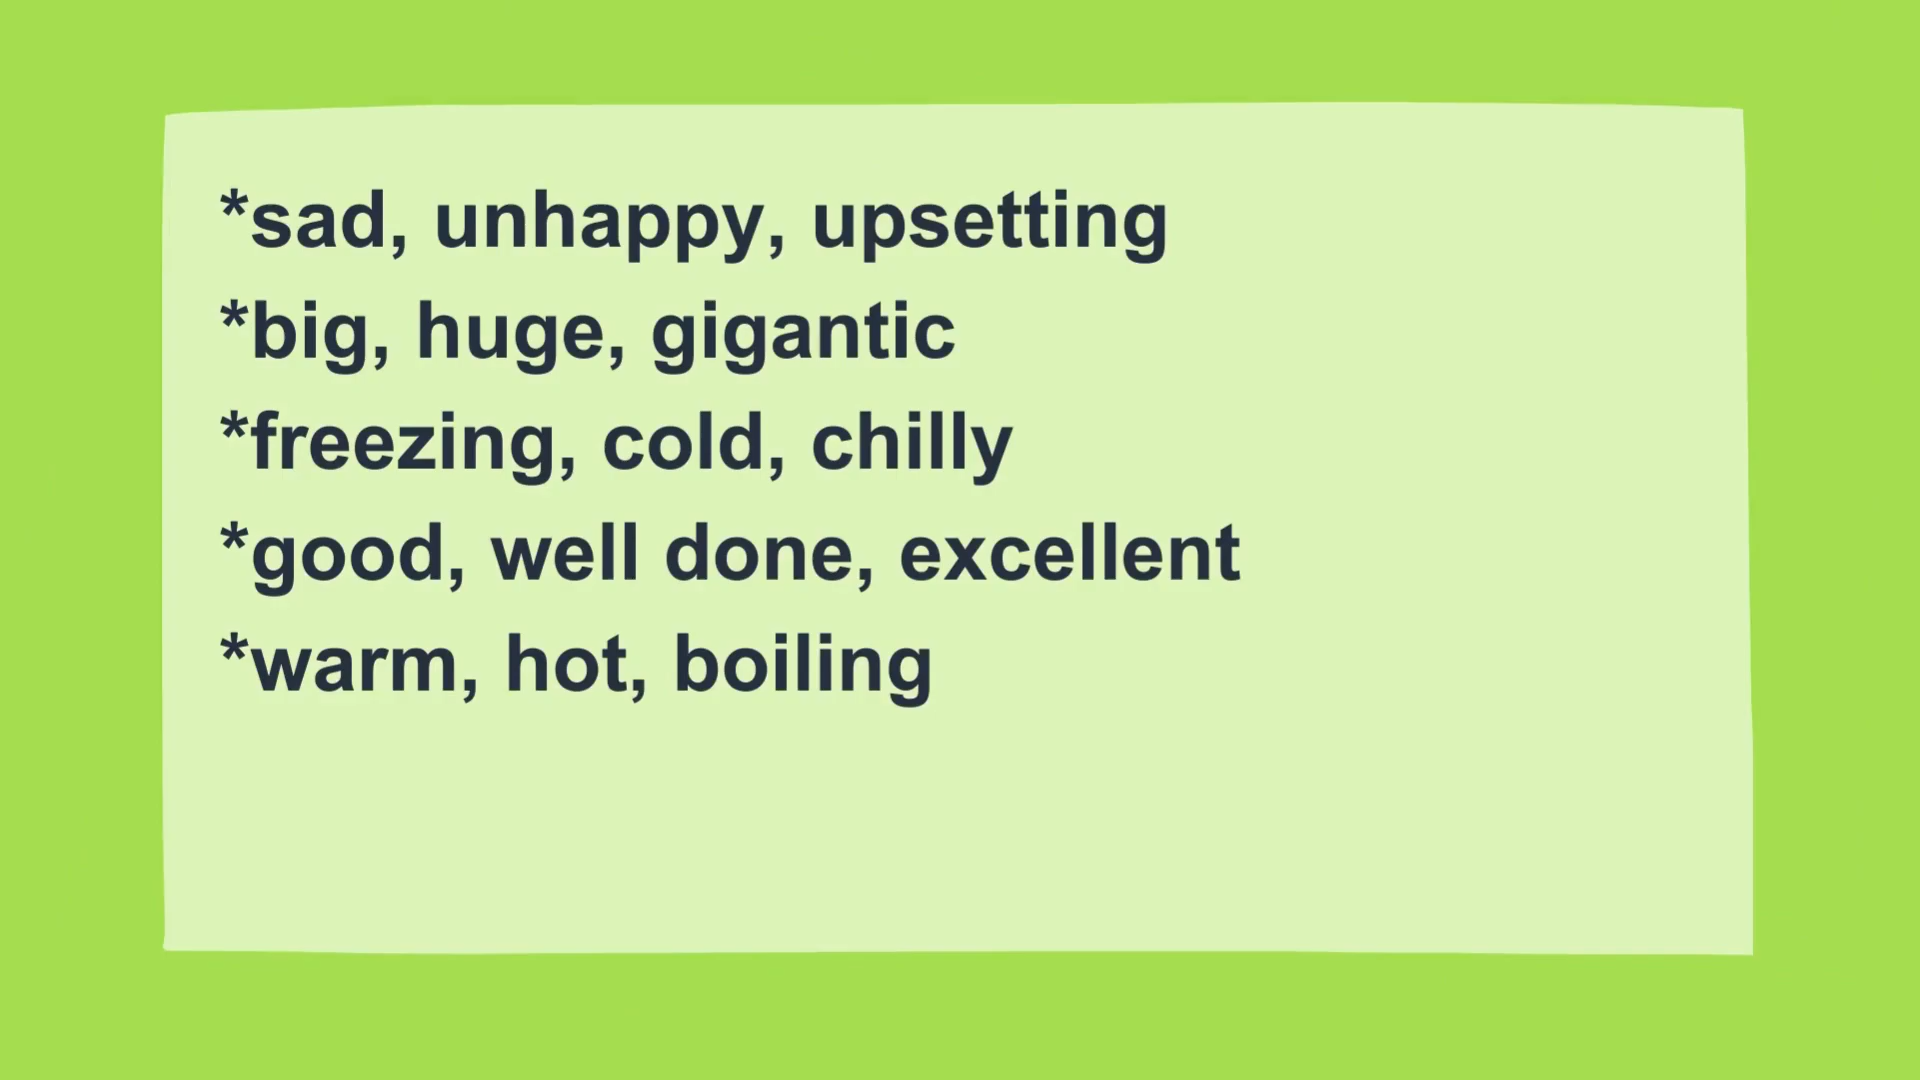 *sad, unhappy, upsetting
*big, huge, gigantic
*freezing, cold, chilly
*good, well done, excellent
*warm, hot, boiling